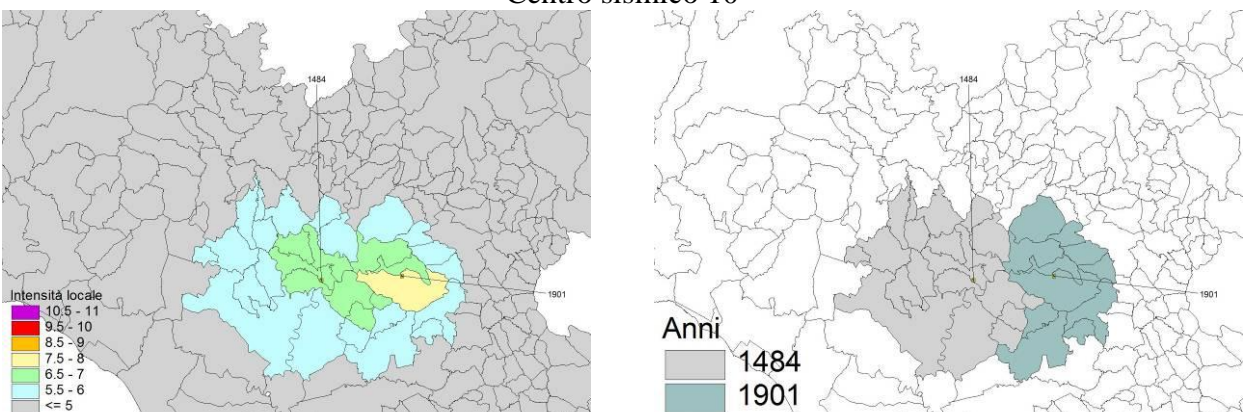 Centro sismico 16
1484
1901
Intensità locale
10.5 - 11
9.5 - 10
8.5 - 9
7.5 - 8
6.5 - 7
5.5 - 6
<= 5
1484
1901
Anni
1484
1901